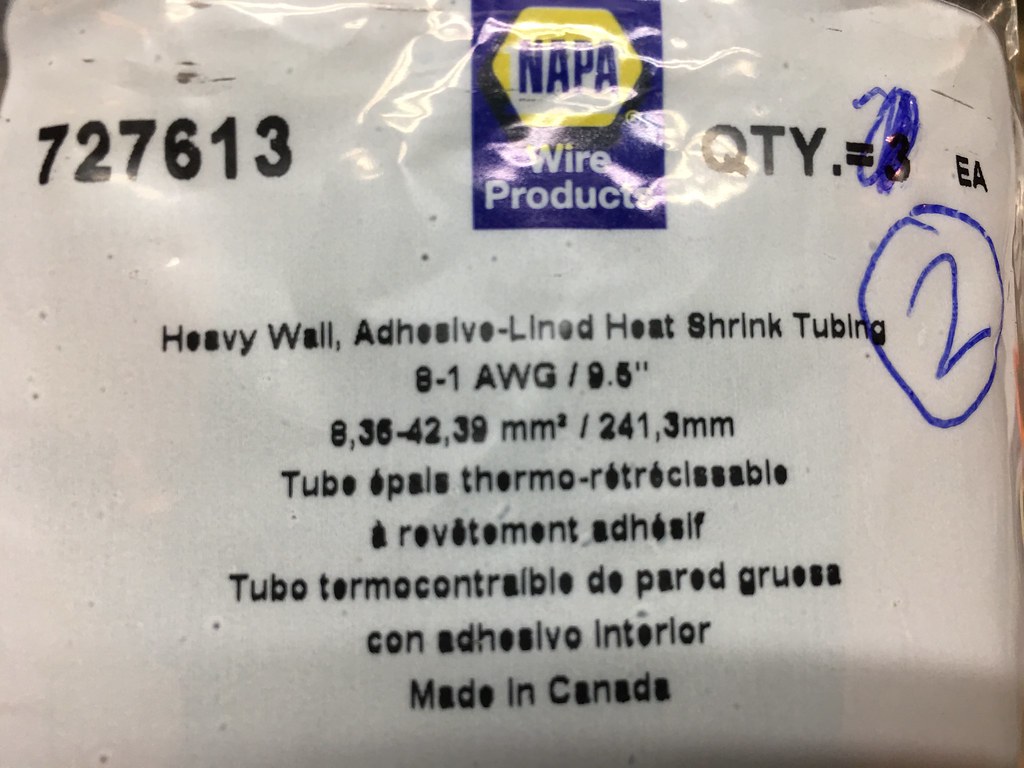 NAPA
727613
QTY.=3 EA
Wire
Products
2
Heavy Wall, Adhesive-Lined Heat Shrink Tubing
8-1 AWG / 9.5"
8,36-42,39 mm² / 241,3mm
Tube épais thermo-rétrécissable
à revêtement adhésif
Tubo termocontraíble de pared gruesa
con adhesivo interior
Made in Canada